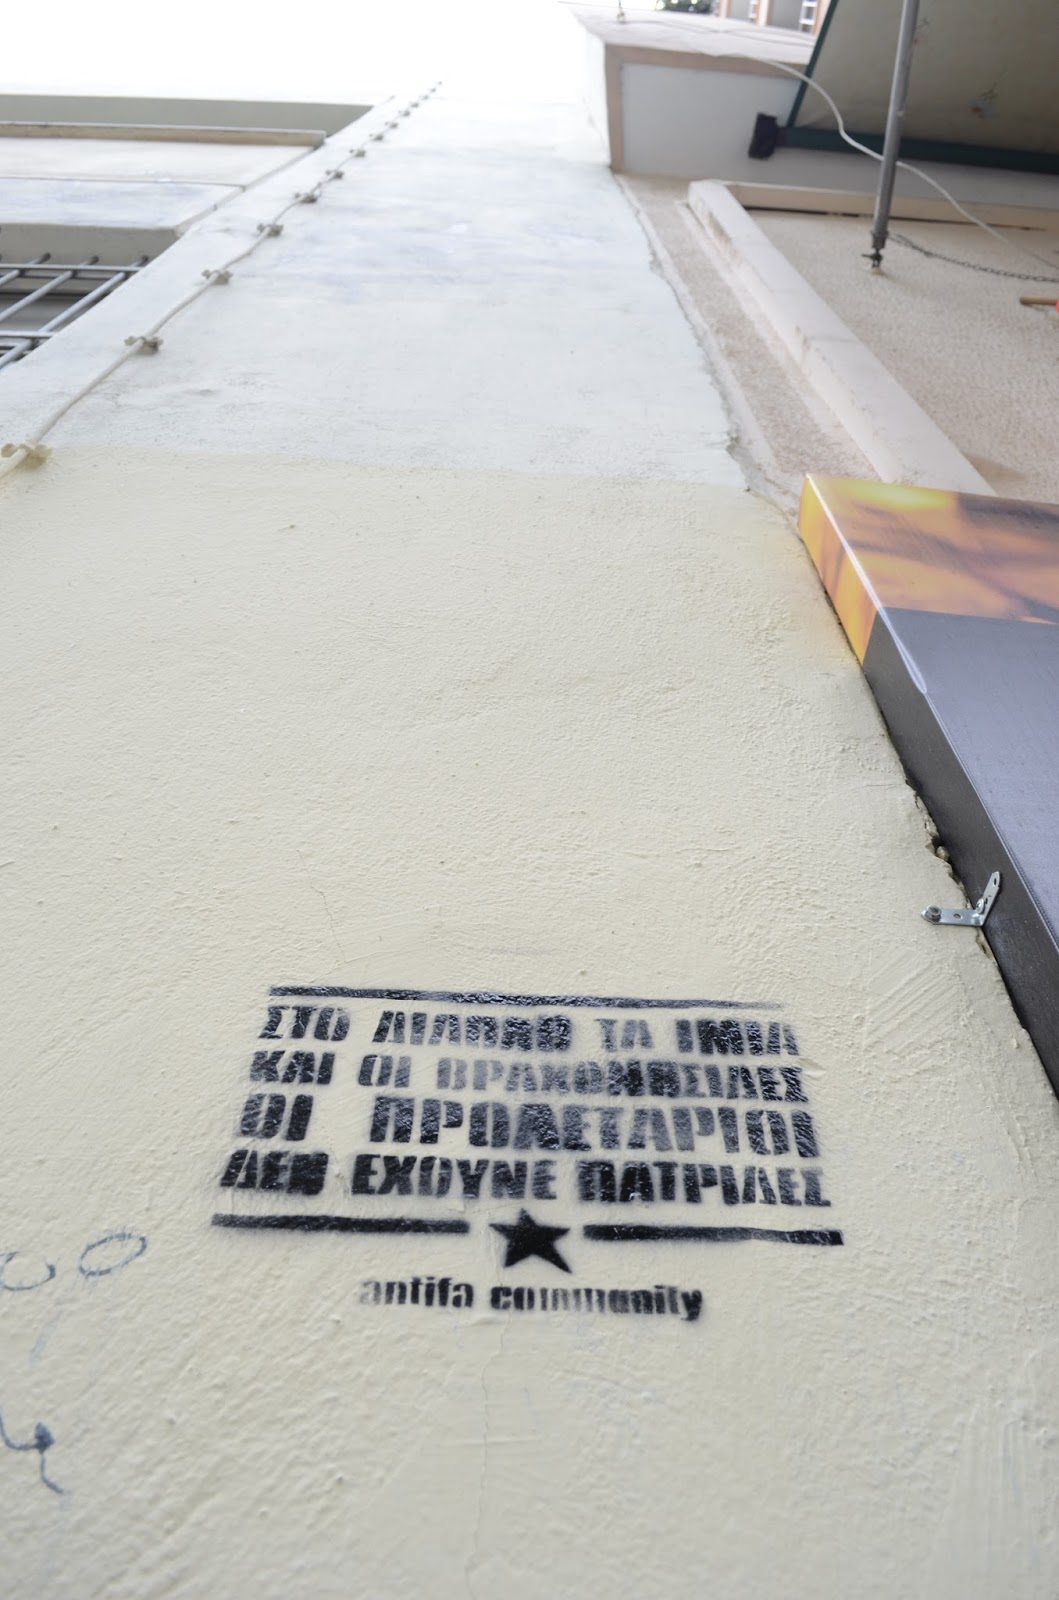 ΣΤΟ ΔΙΑΟΛΟ ΤΑ ΙΜΙΑ
ΚΑΙ ΟΙ ΒΡΑΧΟΝΗΣΙΔΕΣ
ΟΙ ΠΡΟΛΕΤΑΡΙΟΙ
ΔΕΝ ΕΧΟΥΝΕ ΠΑΤΡΙΔΕΣ
antifa community